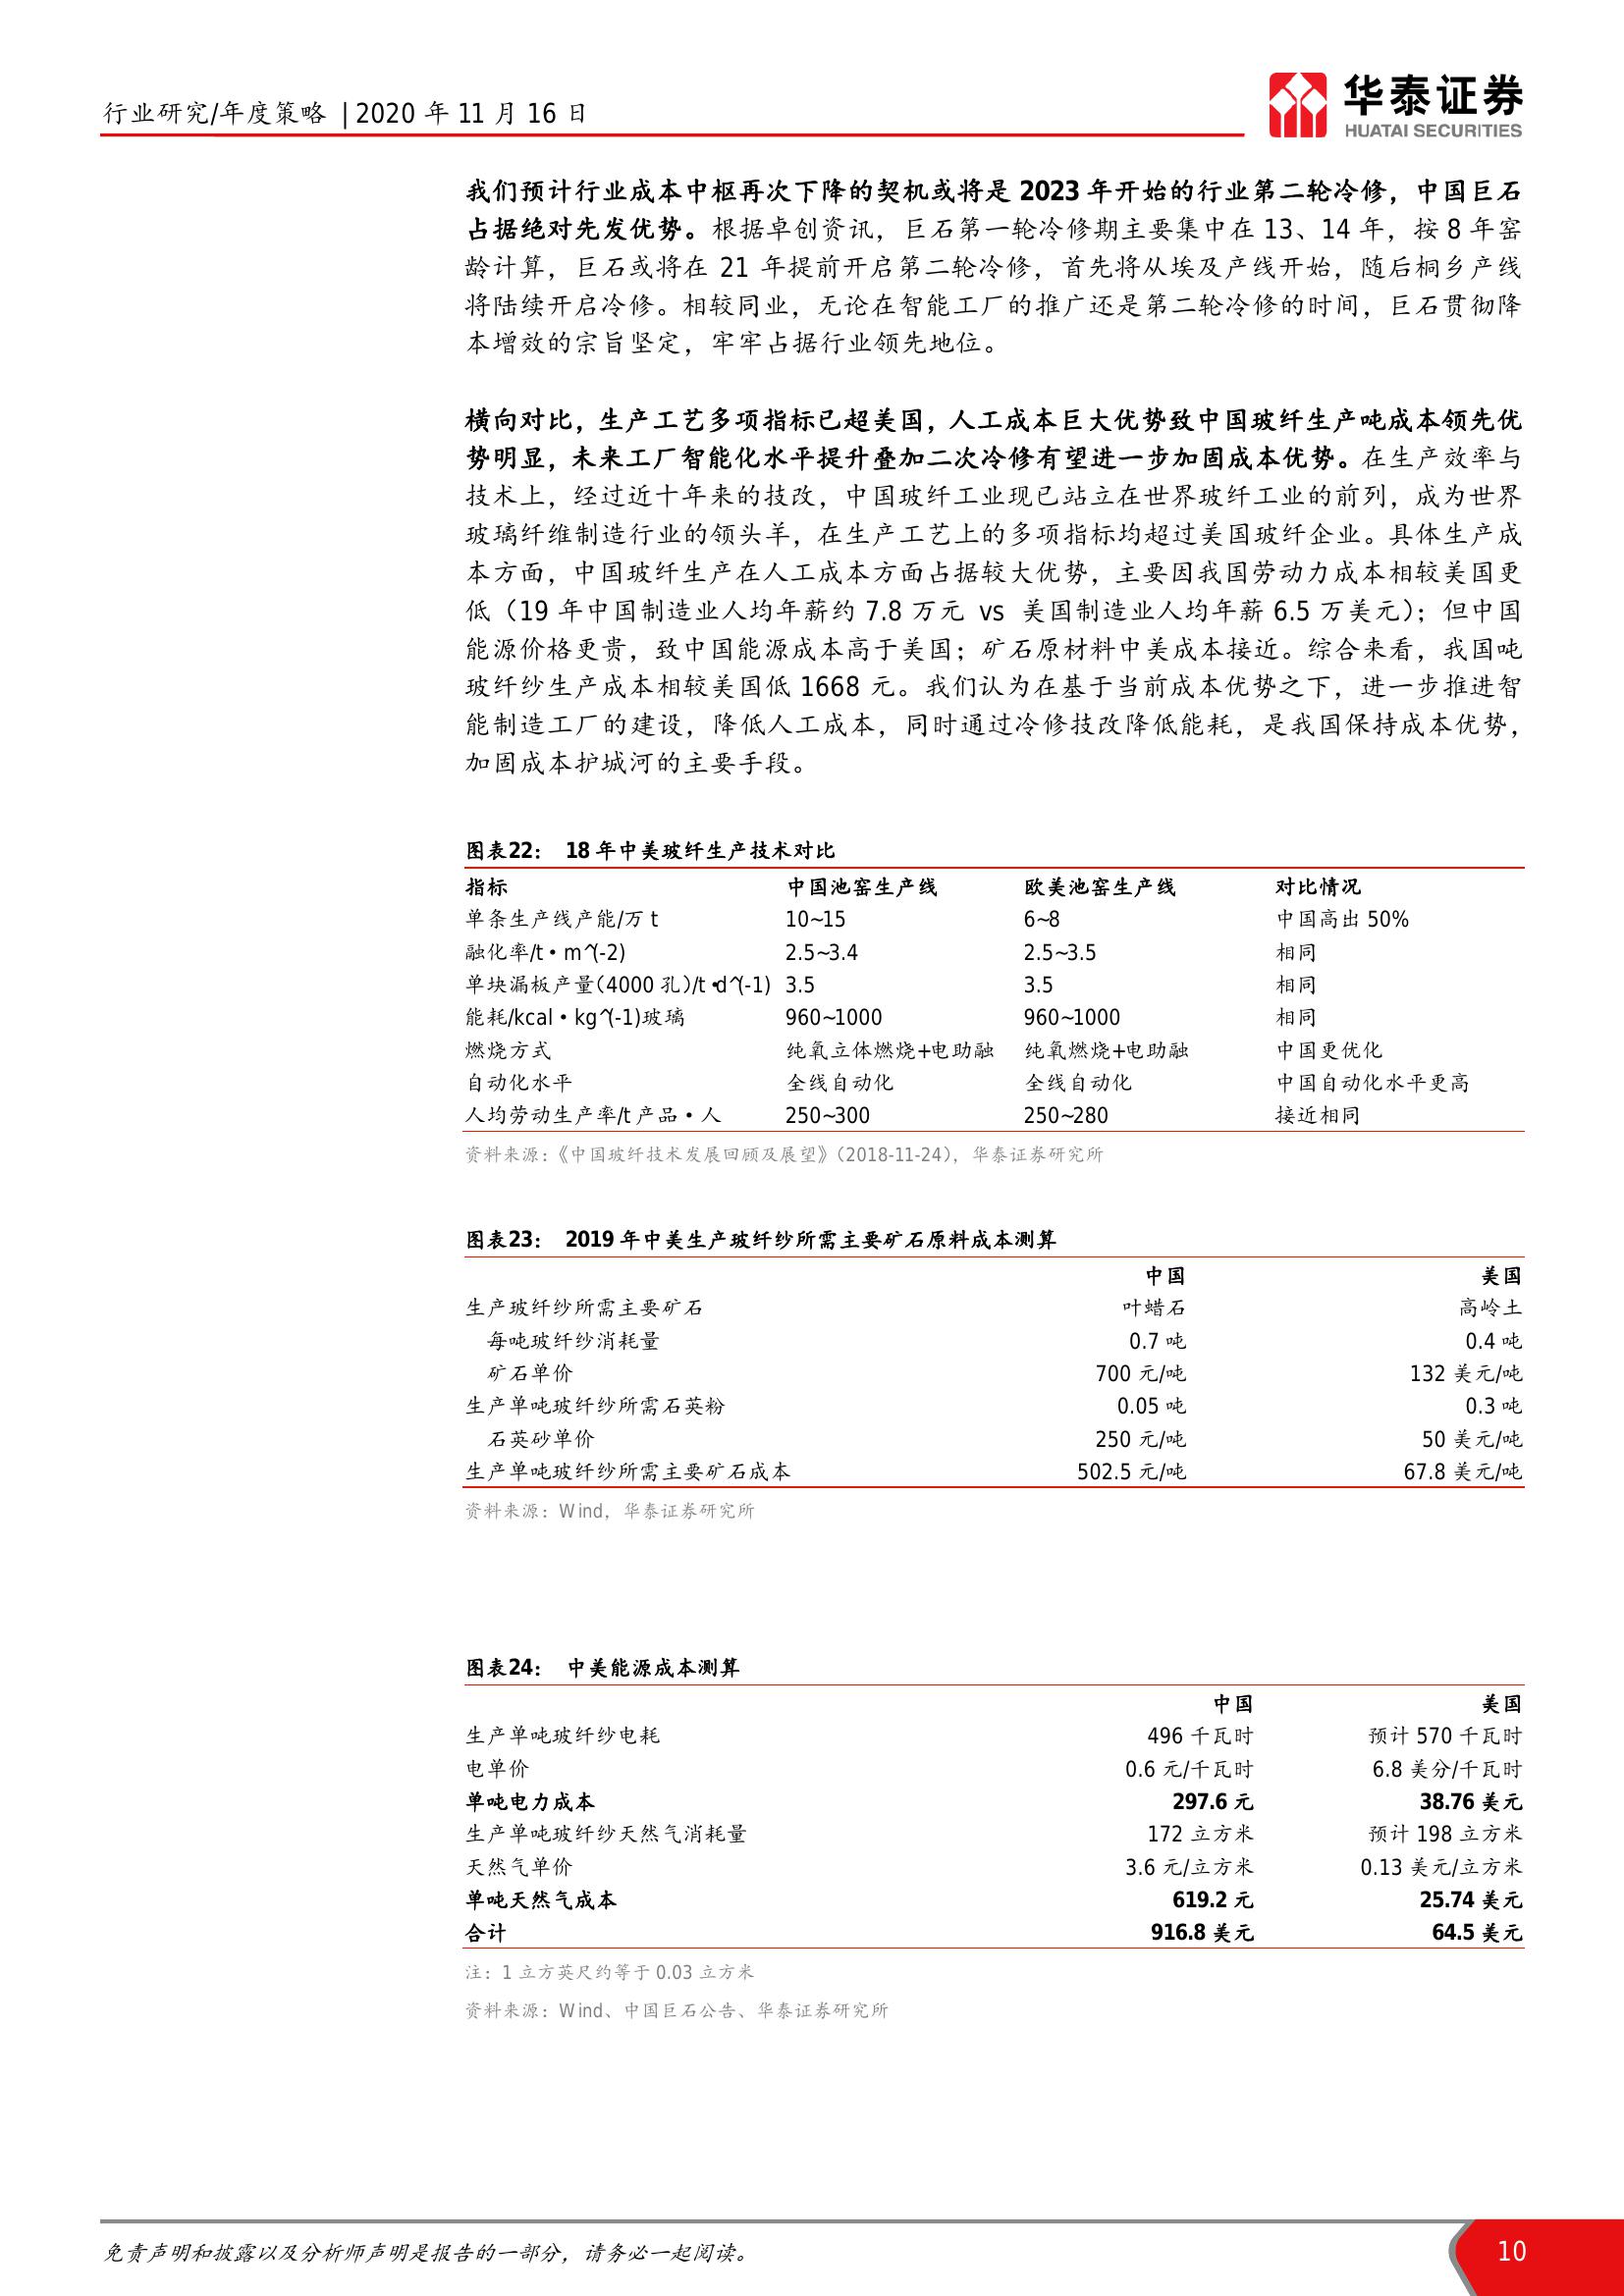 行业研究/年度策略 | 2020 年 11 月 16 日
华泰证券
HUATAI SECURITIES
我们预计行业成本中枢再次下降的契机或将是 2023 年开始的行业第二轮冷修，中国巨石
占据绝对先发优势。根据卓创资讯，巨石第一轮冷修期主要集中在 13、14 年，按 8 年窑
龄计算，巨石或将在 21 年提前开启第二轮冷修，首先将从埃及产线开始，随后桐乡产线
将陆续开启冷修。相较同业，无论在智能工厂的推广还是第二轮冷修的时间，巨石贯彻降
本增效的宗旨坚定，牢牢占据行业领先地位。
横向对比，生产工艺多项指标已超美国，人工成本巨大优势致中国玻纤生产吨成本领先优
势明显，未来工厂智能化水平提升叠加二次冷修有望进一步加固成本优势。在生产效率与
技术上，经过近十年来的技改，中国玻纤工业现已站立在世界玻纤工业的前列，成为世界
玻璃纤维制造行业的领头羊，在生产工艺上的多项指标均超过美国玻纤企业。具体生产成
本方面，中国玻纤生产在人工成本方面占据较大优势，主要因我国劳动力成本相较美国更
低（19 年中国制造业人均年薪约 7.8 万元 vs 美国制造业人均年薪 6.5 万美元）；但中国
能源价格更贵，致中国能源成本高于美国；矿石原材料中美成本接近。综合来看，我国吨
玻纤纱生产成本相较美国低 1668 元。我们认为在基于当前成本优势之下，进一步推进智
能制造工厂的建设，降低人工成本，同时通过冷修技改降低能耗，是我国保持成本优势，
加固成本护城河的主要手段。
图表22： 18 年中美玻纤生产技术对比
指标 中国池窑生产线 欧美池窑生产线 对比情况
单条生产线产能/万 t 10~15 6~8 中国高出 50%
融化率/t•m^(-2) 2.5~3.4 2.5~3.5 相同
单块漏板产量（4000 孔）/t•d^(-1) 3.5 3.5 相同
能耗/kcal•kg^(-1)玻璃 960~1000 960~1000 相同
燃烧方式 纯氧立体燃烧+电助融 纯氧燃烧+电助融 中国更优化
自动化水平 全线自动化 全线自动化 中国自动化水平更高
人均劳动生产率/t 产品•人 250~300 250~280 接近相同
资料来源：《中国玻纤技术发展回顾及展望》（2018-11-24），华泰证券研究所
图表23： 2019 年中美生产玻纤纱所需主要矿石原料成本测算
中国 美国
生产玻纤纱所需主要矿石 叶蜡石 高岭土
每吨玻纤纱消耗量 0.7 吨 0.4 吨
矿石单价 700 元/吨 132 美元/吨
生产单吨玻纤纱所需石英粉 0.05 吨 0.3 吨
石英砂单价 250 元/吨 50 美元/吨
生产单吨玻纤纱所需主要矿石成本 502.5 元/吨 67.8 美元/吨
资料来源：Wind，华泰证券研究所
图表24： 中美能源成本测算
中国 美国
生产单吨玻纤纱电耗 496 千瓦时 预计 570 千瓦时
电单价 0.6 元/千瓦时 6.8 美分/千瓦时
单吨电力成本 297.6 元 38.76 美元
生产单吨玻纤纱天然气消耗量 172 立方米 预计 198 立方米
天然气单价 3.6 元/立方米 0.13 美元/立方米
单吨天然气成本 619.2 元 25.74 美元
合计 916.8 美元 64.5 美元
注：1 立方英尺约等于 0.03 立方米
资料来源：Wind、中国巨石公告、华泰证券研究所
免责声明和披露以及分析师声明是报告的一部分，请务必一起阅读。
10